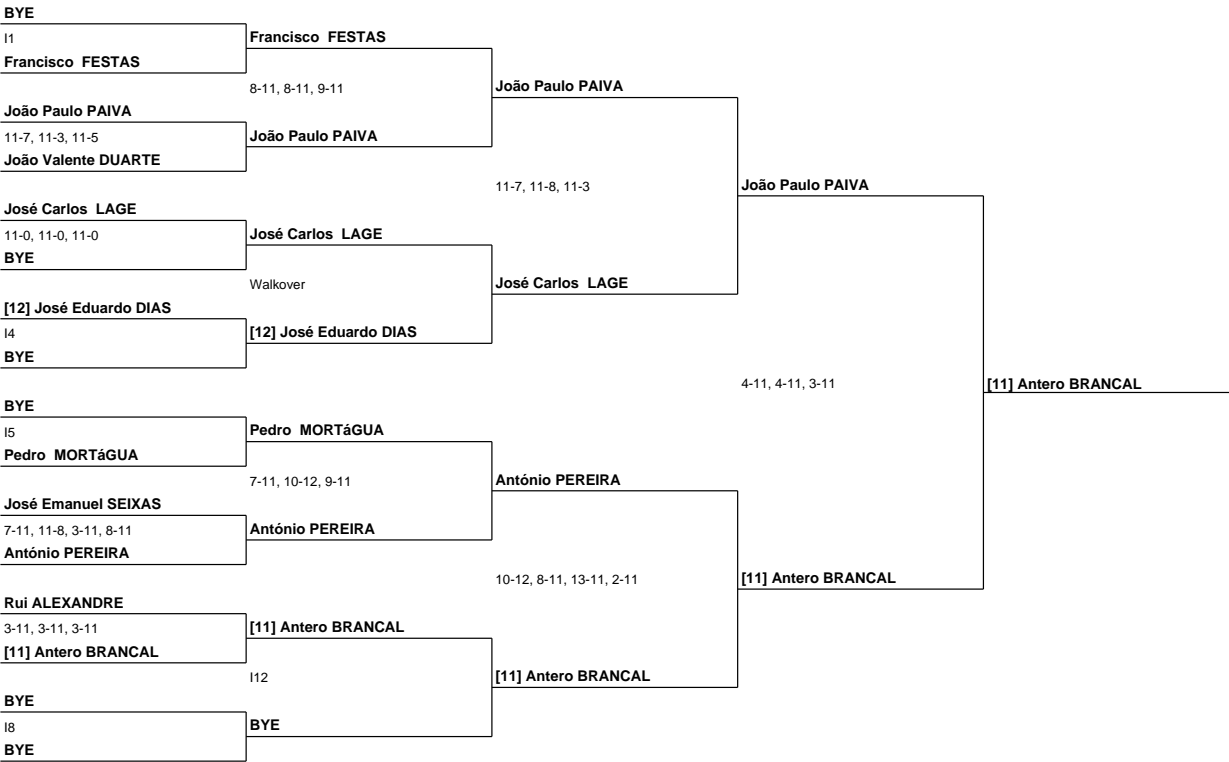 BYE
I1
Francisco  FESTAS
João Paulo PAIVA
11-7, 11-3, 11-5
João Valente DUARTE
José Carlos  LAGE
11-0, 11-0, 11-0
BYE
[12] José Eduardo DIAS
I4
BYE
BYE
I5
Pedro  MORTáGUA
José Emanuel SEIXAS
7-11, 11-8, 3-11, 8-11
António PEREIRA
Rui ALEXANDRE
3-11, 3-11, 3-11
[11] Antero BRANCAL
BYE
I8
BYE
Francisco  FESTAS
8-11, 8-11, 9-11
João Paulo PAIVA
José Carlos  LAGE
Walkover
[12] José Eduardo DIAS
Pedro  MORTáGUA
7-11, 10-12, 9-11
António PEREIRA
[11] Antero BRANCAL
I12
BYE
João Paulo PAIVA
11-7, 11-8, 11-3
José Carlos  LAGE
António PEREIRA
10-12, 8-11, 13-11, 2-11
[11] Antero BRANCAL
João Paulo PAIVA
4-11, 4-11, 3-11
[11] Antero BRANCAL
[11] Antero BRANCAL